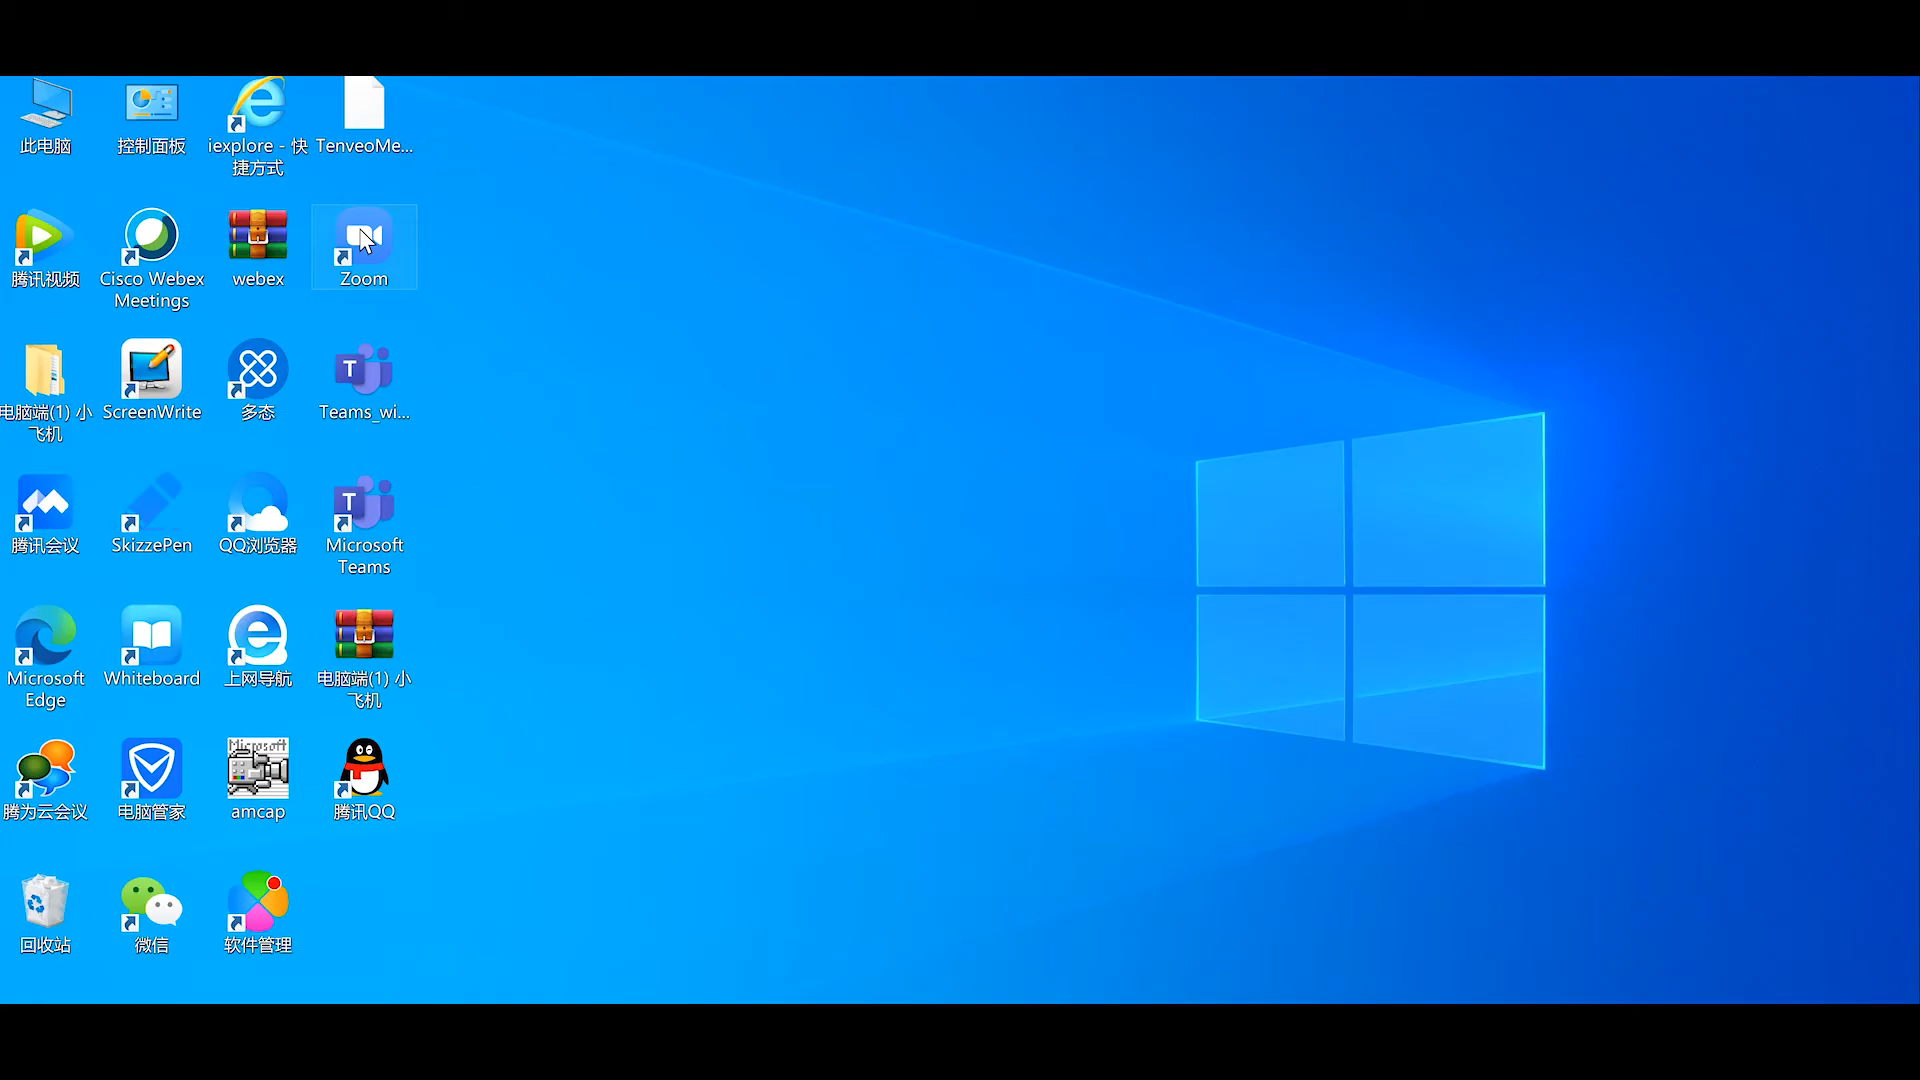 此电脑
控制面板
iexplore - 快
捷方式
TenveoMe...
腾讯视频
Cisco Webex
Meetings
webex
Zoom
电脑端(1) 小
飞机
ScreenWrite
多态
T
Teams_wi...
腾讯会议
SkizzePen
QQ浏览器
T
Microsoft
Teams
Microsoft
Edge
Whiteboard
上网导航
电脑端(1) 小
飞机
腾为云会议
电脑管家
Microsoft
amcap
腾讯QQ
回收站
微信
软件管理